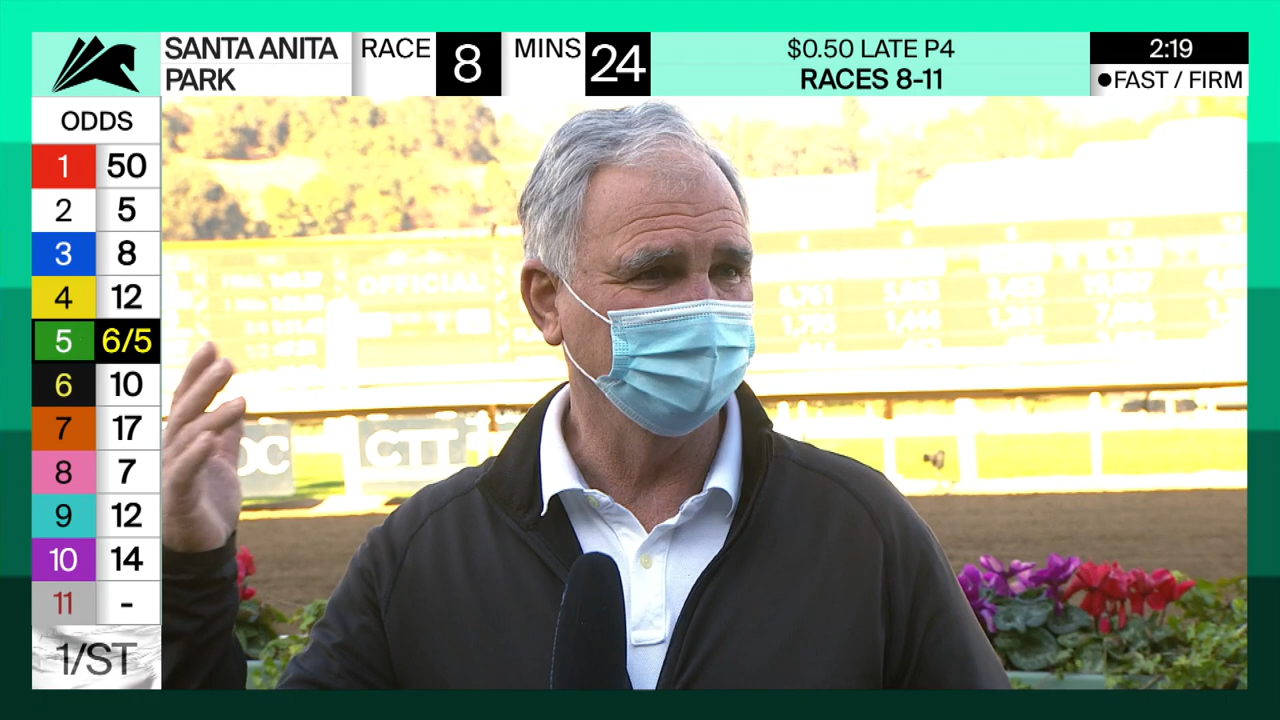 SANTA ANITA
PARK
RACE
8
MINS
24
$0.50 LATE P4
RACES 8-11
2:19
FAST / FIRM
ODDS
1 50
2 5
3 8
4 12
5 6/5
6 10
7 17
8 7
9 12
10 14
11 -
1/ST
OFFICIAL
CTT